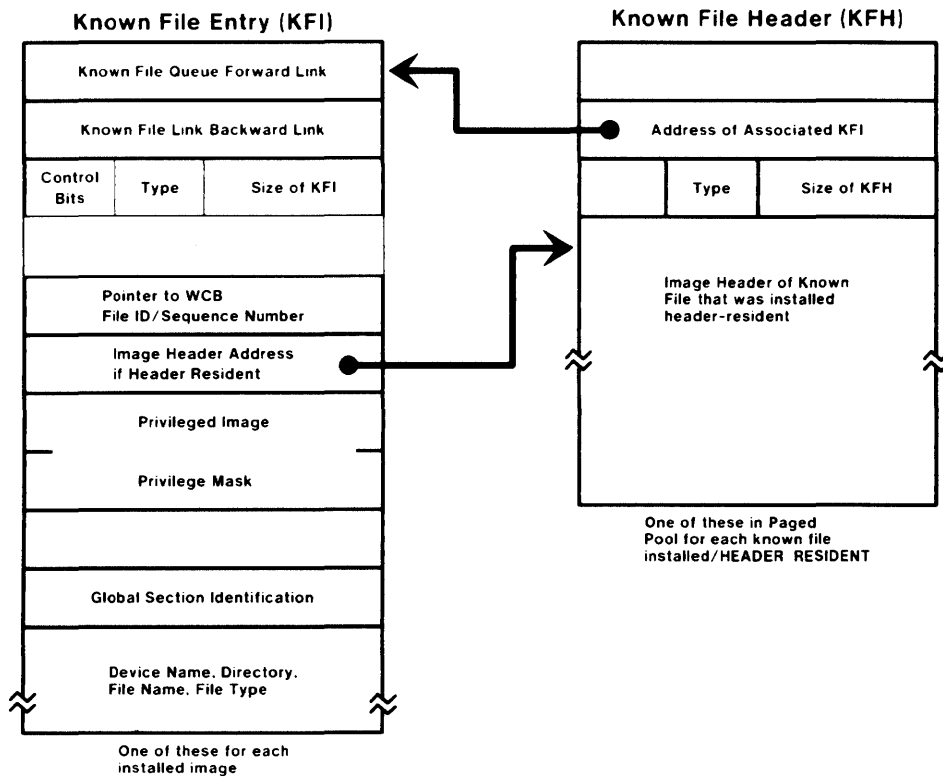 Known File Entry (KFI)
Known File Queue Forward Link
Known File Link Backward Link
Control
Bits
Type
Size of KFI
Pointer to WCB
File ID/Sequence Number
Image Header Address
if Header Resident
Privileged Image
Privilege Mask
Global Section Identification
Device Name, Directory,
File Name, File Type
One of these for each
installed image
Known File Header (KFH)
Address of Associated KFI
Type
Size of KFH
Image Header of Known
File that was installed
header-resident
One of these in Paged
Pool for each known file
installed/HEADER RESIDENT